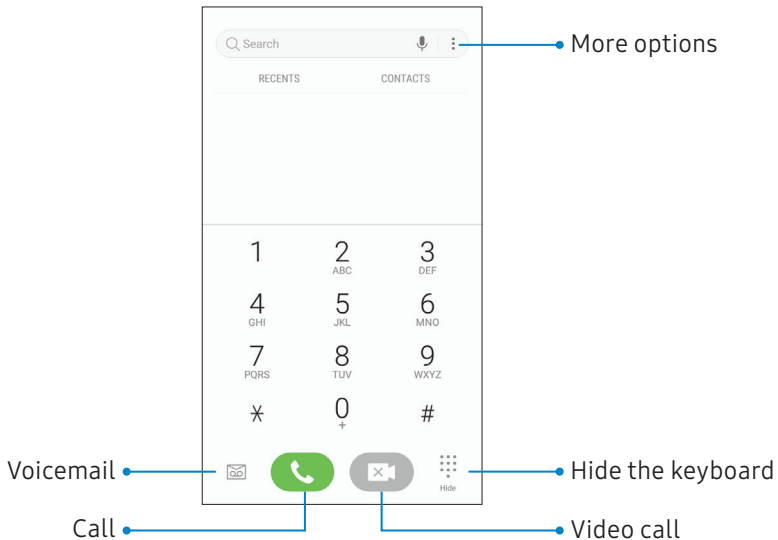 Search
More options
RECENTS CONTACTS
1 2 3
ABC DEF
4 5 6
GHI JKL MNO
7 8 9
PQRS TUV WXYZ
* 0 #
+
Voicemail
Hide the keyboard
Hide
Call
Video call